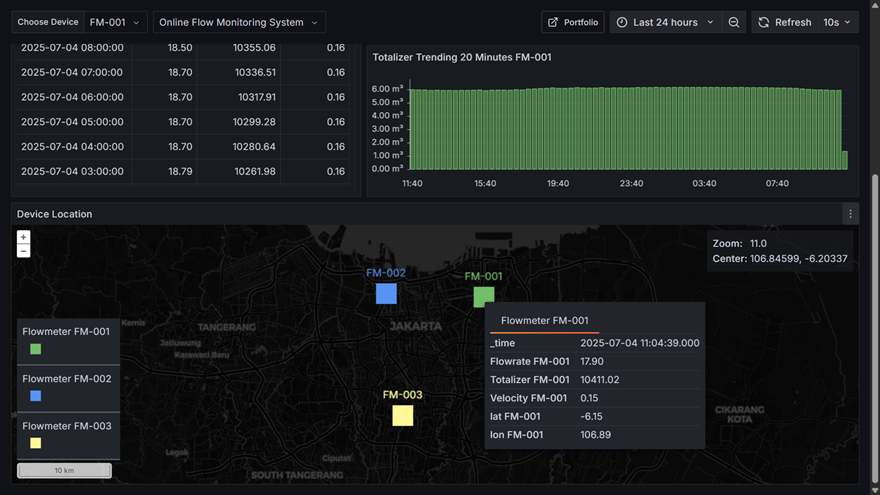 Choose Device FM-001 Online Flow Monitoring System Portfolio Last 24 hours Refresh 10s
2025-07-04 08:00:00 18.50 10355.06 0.16
2025-07-04 07:00:00 18.70 10336.51 0.16
2025-07-04 06:00:00 18.70 10317.91 0.16
2025-07-04 05:00:00 18.70 10299.28 0.16
2025-07-04 04:00:00 18.70 10280.64 0.16
2025-07-04 03:00:00 18.79 10261.98 0.16
Totalizer Trending 20 Minutes FM-001
6.00 m³
5.00 m³
4.00 m³
3.00 m³
2.00 m³
1.00 m³
0.00 m³
11:40 15:40 19:40 23:40 03:40 07:40
Device Location
+
−
Zoom: 11.0
Center: 106.84599, -6.20337
FM-002
FM-001
FM-003
Kemis
TANGERANG
Jatiuwung
Karawaci Baru
JAKARTA
CIKARANG
KOTA
Legok
Ciputat
SOUTH TANGERANG
Flowmeter FM-001
Flowmeter FM-002
Flowmeter FM-003
10 km
Flowmeter FM-001
_time 2025-07-04 11:04:39.000
Flowrate FM-001 17.90
Totalizer FM-001 10411.02
Velocity FM-001 0.15
lat FM-001 -6.15
lon FM-001 106.89